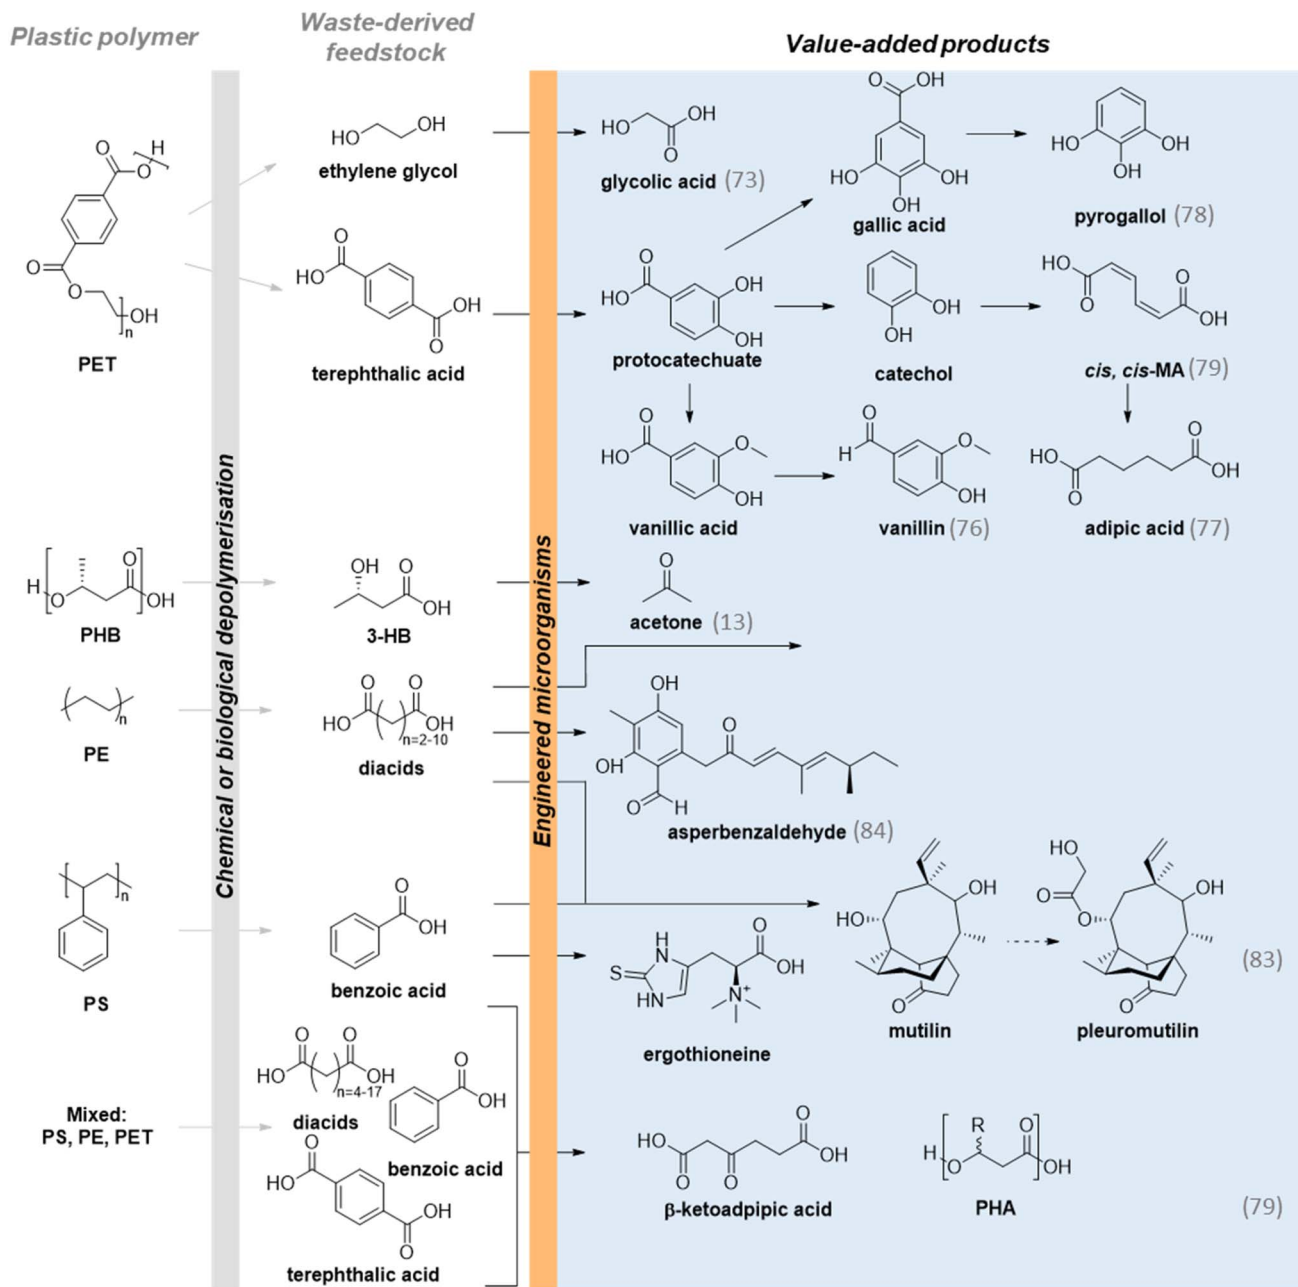 Plastic polymer
Waste-derived
feedstock
Value-added products
Chemical or biological depolymerisation
Engineered microorganisms
O
O
H
O
O
OH
n
PET
HO
OH
ethylene glycol
HO
OH
O
glycolic acid (73)
O
OH
HO
OH
OH
gallic acid
HO
OH
OH
pyrogallol (78)
O
HO
OH
O
terephthalic acid
O
HO
OH
OH
protocatechuate
OH
OH
catechol
HO
O
O
OH
cis, cis-MA (79)
O
HO
O
OH
vanillic acid
O
H
O
OH
vanillin (76)
HO
O
O
OH
adipic acid (77)
H
O
O
OH
PHB
OH
O
OH
3-HB
O
acetone (13)
n
PE
O
O
HO
OH
n=2-10
diacids
OH
O
OH
O
H
asperbenzaldehyde (84)
n
PS
O
OH
benzoic acid
H
N
S
HN
O
OH
N+
ergothioneine
HO
OH
O
mutilin
HO
O
O
OH
O
pleuromutilin
(83)
Mixed:
PS, PE, PET
O
O
HO
OH
n=4-17
diacids
O
OH
benzoic acid
O
HO
OH
O
terephthalic acid
HO
O
O
O
OH
β-ketoadpipic acid
H
O
R
O
OH
PHA
(79)